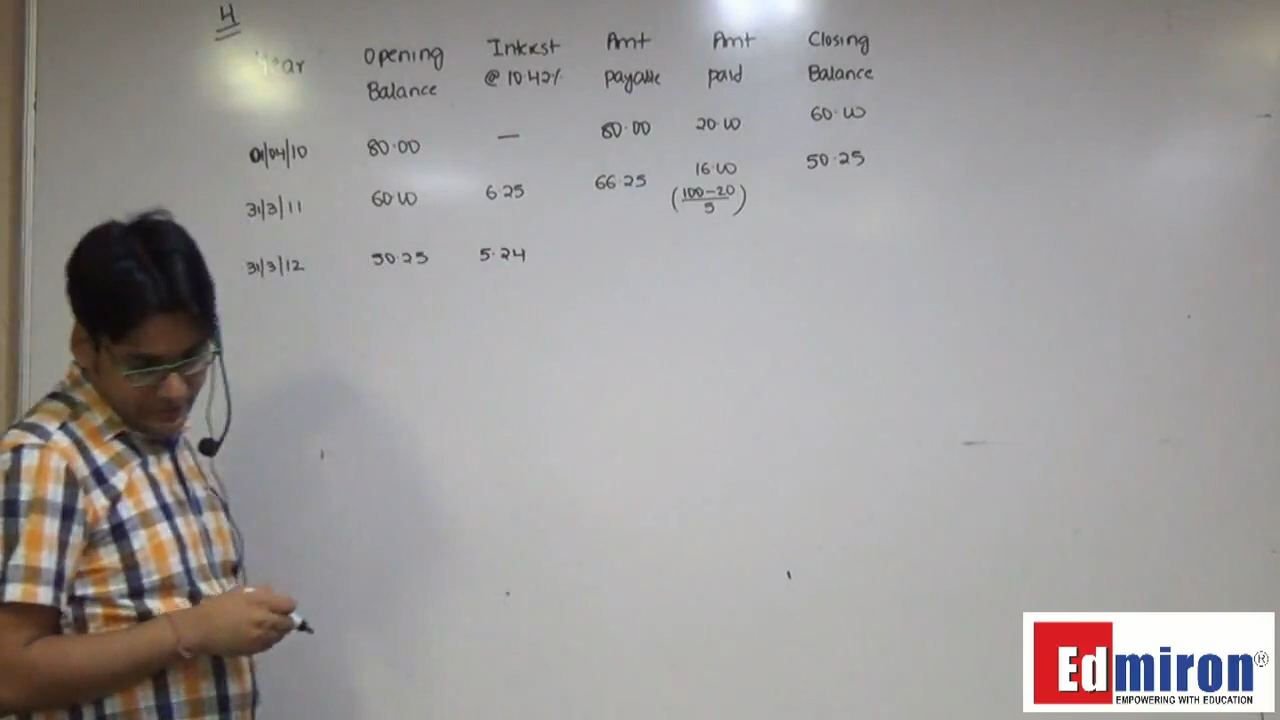 4
Year Opening Balance Interest @ 10.42% Amt payable Amt paid Closing Balance
01/04/10 80.00 — 80.00 20.00 60.00
31/3/11 60.00 6.25 66.25 16.00 50.25
(100-20/5)
31/3/12 50.25 5.24
Edmiron®
EMPOWERING WITH EDUCATION